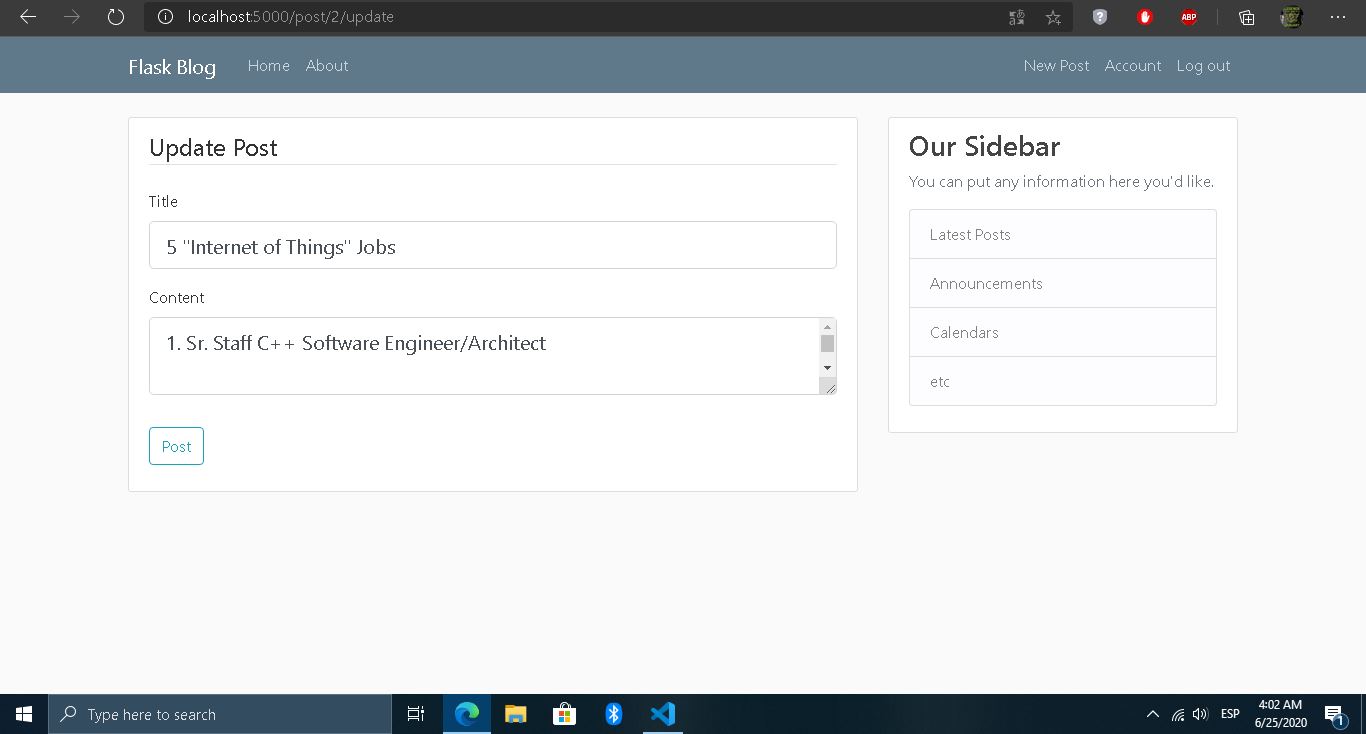 localhost:5000/post/2/update
ABP
Flask Blog Home About New Post Account Log out
Update Post
Title
5 "Internet of Things" Jobs
Content
1. Sr. Staff C++ Software Engineer/Architect
Post
Our Sidebar
You can put any information here you'd like.
Latest Posts
Announcements
Calendars
etc
Type here to search
ESP
4:02 AM
6/25/2020
1